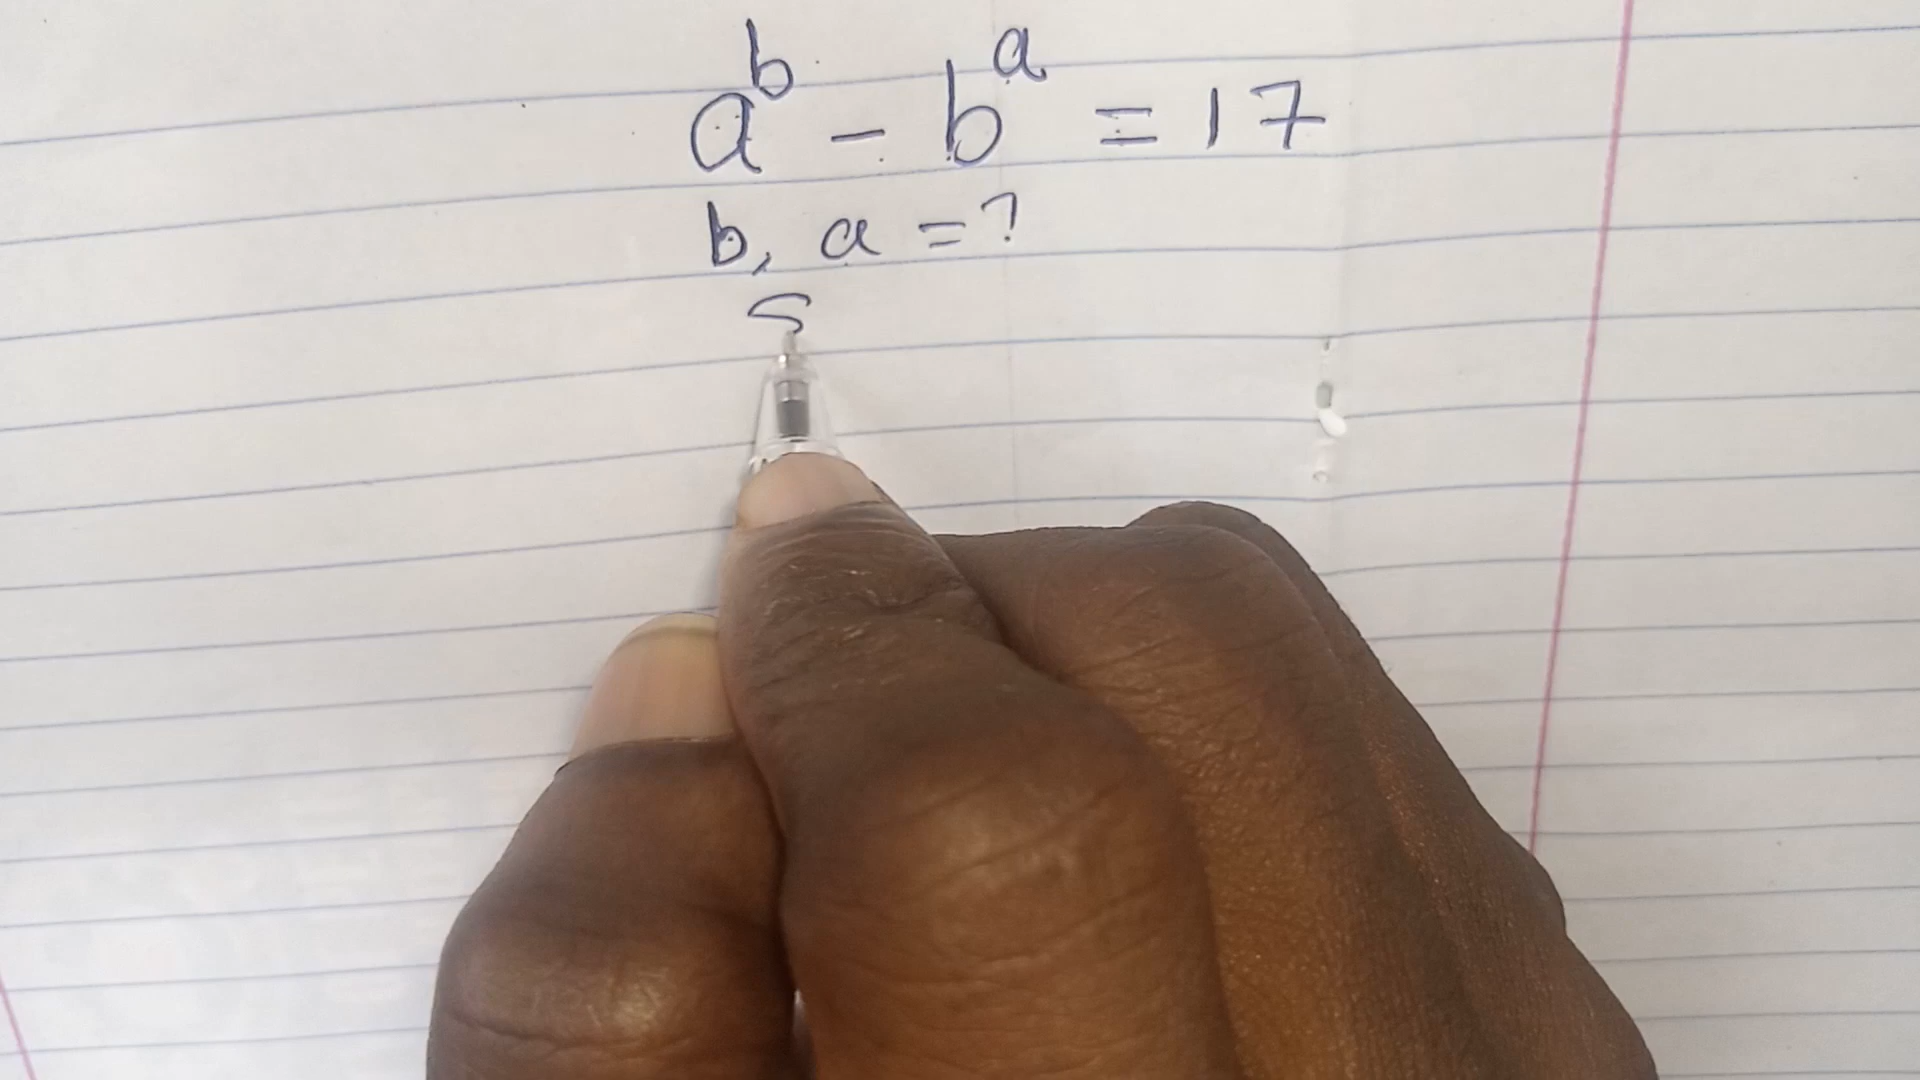 a^b - b^a = 17
b, a = ?
S